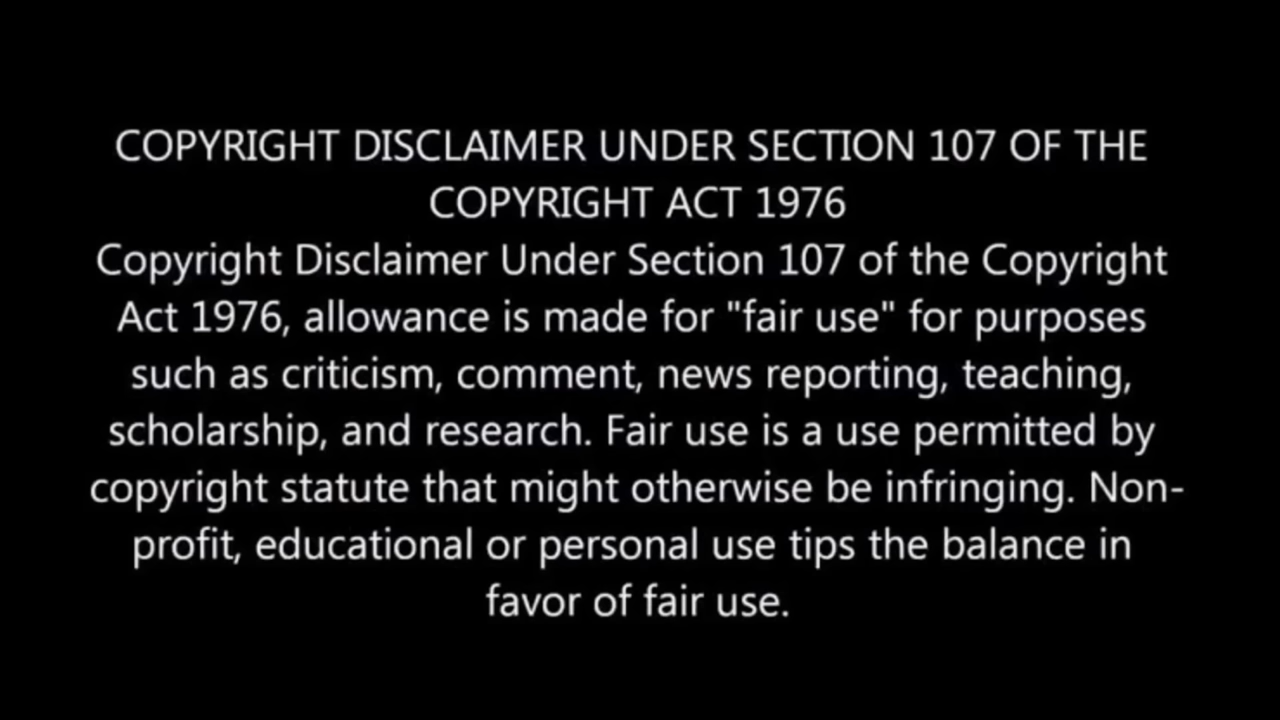 COPYRIGHT DISCLAIMER UNDER SECTION 107 OF THE
COPYRIGHT ACT 1976
Copyright Disclaimer Under Section 107 of the Copyright
Act 1976, allowance is made for "fair use" for purposes
such as criticism, comment, news reporting, teaching,
scholarship, and research. Fair use is a use permitted by
copyright statute that might otherwise be infringing. Non-
profit, educational or personal use tips the balance in
favor of fair use.